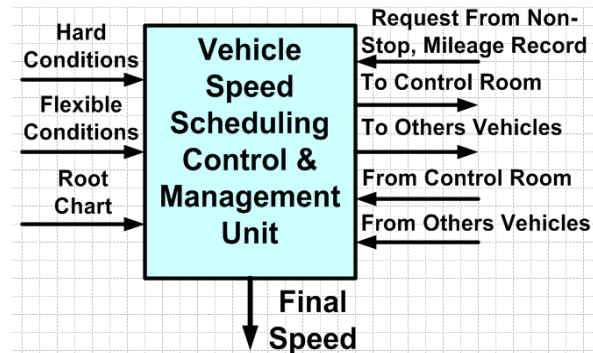 Hard
Conditions
Flexible
Conditions
Root
Chart
Vehicle
Speed
Scheduling
Control &
Management
Unit
Request From Non-
Stop, Mileage Record
To Control Room
To Others Vehicles
From Control Room
From Others Vehicles
Final
Speed